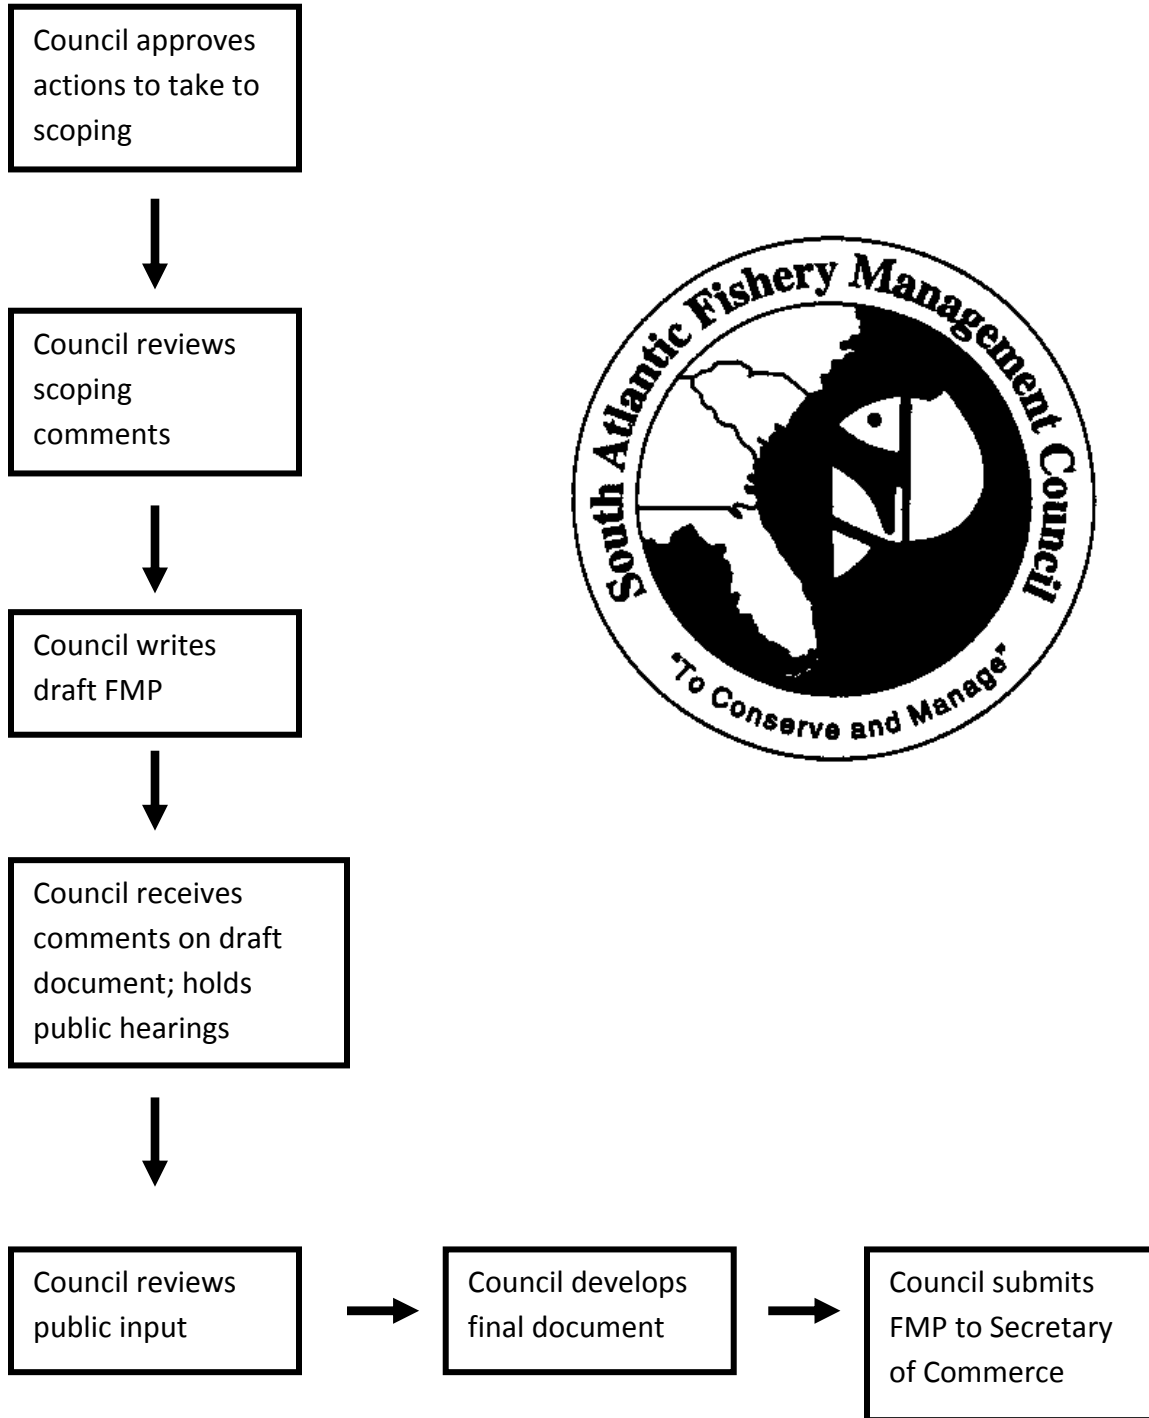 Council approves
actions to take to
scoping
Council reviews
scoping
comments
South Atlantic Fishery Management Council
"To Conserve and Manage"
Council writes
draft FMP
Council receives
comments on draft
document; holds
public hearings
Council reviews
public input
Council develops
final document
Council submits
FMP to Secretary
of Commerce